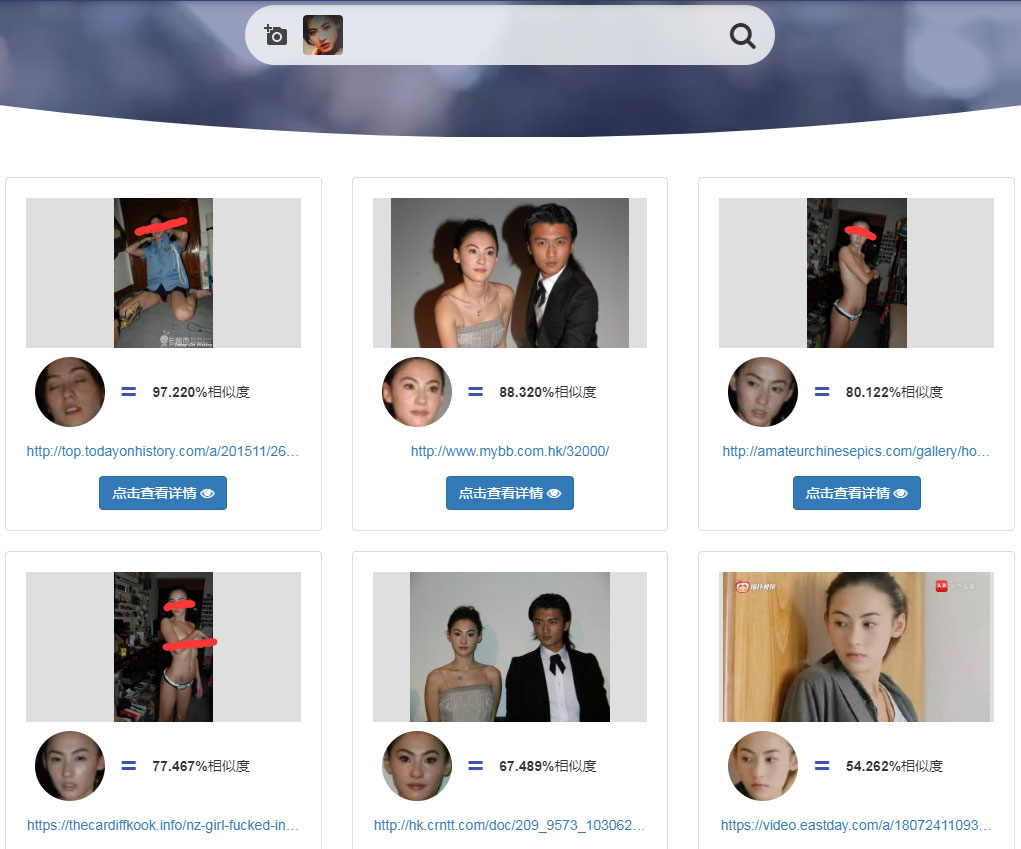 97.220%相似度
88.320%相似度
80.122%相似度
http://top.todayonhistory.com/a/201511/26...
http://www.mybb.com.hk/32000/
http://amateurchinesepics.com/gallery/ho...
点击查看详情
点击查看详情
点击查看详情
77.467%相似度
67.489%相似度
54.262%相似度
https://thecardiffkook.info/nz-girl-fucked-in...
http://hk.crntt.com/doc/209_9573_103062...
https://video.eastday.com/a/18072411093...